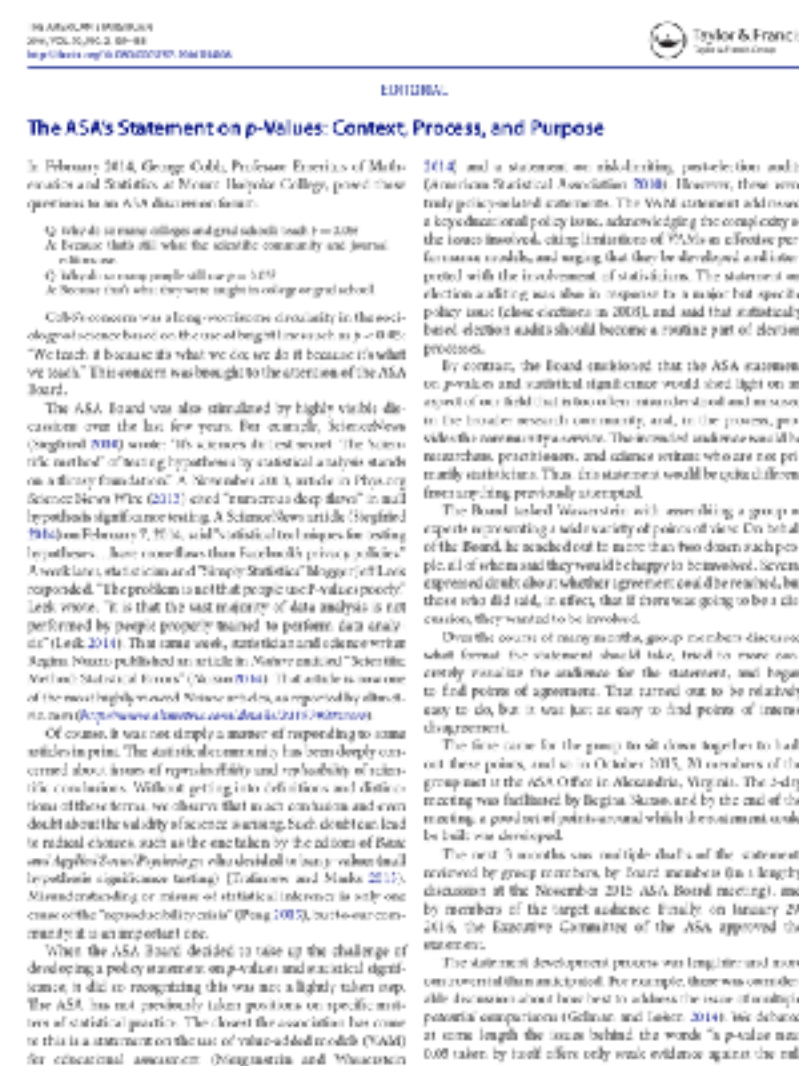 THE AMERICAN STATISTICIAN
2016, VOL. 70, NO. 2,
Taylor & Francis
Taylor & Francis Group
EDITORIAL
The ASA's Statement on p-Values: Context, Process, and Purpose
In February 2014, George Cobb, Professor Emeritus of Math-
ematics and Statistics at Mount Holyoke College, posed these
questions to an ASA discussion forum:
Q: Why do so many colleges and grad schools teach p = 0.05?
A: Because that's still what the scientific community and journal
editors use.
Q: Why do so many people still use p = 0.05?
A: Because that's what they were taught in college or grad school.
Cobb's concern was a long-worrisome circularity in the soci-
ology of science based on the use of bright lines such as p < 0.05:
"We teach it because it's what we do; we do it because it's what
we teach." This concern was brought to the attention of the ASA
Board.
The ASA Board was also stimulated by highly visible dis-
cussions over the last few years. For example, ScienceNews
(Siegfried 2010) wrote: "It's science's dirtiest secret: The 'scien-
tific method' of testing hypotheses by statistical analysis stands
on a flimsy foundation." A November 2013, article in Phys.org
Science News Wire (2013) cited "numerous deep flaws" in null
hypothesis significance testing. A ScienceNews article (Siegfried
2014) on February 7, 2014, said "statistical techniques for testing
hypotheses …have more flaws than Facebook's privacy policies."
A week later, statistician and "Simply Statistics" blogger Jeff Leek
responded. "The problem is not that people use P-values poorly,"
Leek wrote, "it is that the vast majority of data analysis is not
performed by people properly trained to perform data analy-
sis" (Leek 2014). That same week, statistician and science writer
Regina Nuzzo published an article in Nature entitled "Scientific
Method: Statistical Errors" (Nuzzo 2014). That article is now one
of the most highly viewed Nature articles, as reported by altmet-
ric.com
Of course, it was not simply a matter of responding to some
articles in print. The statistical community has been deeply con-
cerned about issues of reproducibility and replicability of scien-
tific conclusions. Without getting into definitions and distinc-
tions of these terms, we observe that much confusion and even
doubt about the validity of science is arising. Such doubt can lead
to radical choices, such as the one taken by the editors of Basic
and Applied Social Psychology, who decided to ban p-values (null
hypothesis significance testing) (Trafimow and Marks 2015).
Misunderstanding or misuse of statistical inference is only one
cause of the "reproducibility crisis" (Peng 2015), but to our com-
munity, it is an important one.
When the ASA Board decided to take up the challenge of
developing a policy statement on p-values and statistical signif-
icance, it did so recognizing this was not a lightly taken step.
The ASA has not previously taken positions on specific mat-
ters of statistical practice. The closest the association has come
to this is a statement on the use of value-added models (VAM)
for educational assessment (Morganstein and Wasserstein
2014) and a statement on risk-limiting post-election audits
(American Statistical Association 2010). However, these were
truly policy-related statements. The VAM statement addressed
a key educational policy issue, acknowledging the complexity of
the issues involved, citing limitations of VAMs as effective per-
formance models, and urging that they be developed and inter-
preted with the involvement of statisticians. The statement on
election auditing was also in response to a major but specific
policy issue (close elections in 2008), and said that statistically
based election audits should become a routine part of election
processes.
By contrast, the Board envisioned that the ASA statement
on p-values and statistical significance would shed light on an
aspect of our field that is too often misunderstood and misused
in the broader research community, and, in the process, pro-
vides the community a service. The intended audience would be
researchers, practitioners, and science writers who are not pri-
marily statisticians. Thus, this statement would be quite different
from anything previously attempted.
The Board tasked Wasserstein with assembling a group of
experts representing a wide variety of points of view. On behalf
of the Board, he reached out to more than two dozen such peo-
ple, all of whom said they would be happy to be involved. Several
expressed doubt about whether agreement could be reached, but
those who did said, in effect, that if there was going to be a dis-
cussion, they wanted to be involved.
Over the course of many months, group members discussed
what format the statement should take, tried to more con-
cretely visualize the audience for the statement, and began
to find points of agreement. That turned out to be relatively
easy to do, but it was just as easy to find points of intense
disagreement.
The time came for the group to sit down together to hash
out these points, and so in October 2015, 20 members of the
group met at the ASA Office in Alexandria, Virginia. The 2-day
meeting was facilitated by Regina Nuzzo, and by the end of the
meeting, a good set of points around which the statement could
be built was developed.
The next 3 months saw multiple drafts of the statement,
reviewed by group members, by Board members (in a lengthy
discussion at the November 2015 ASA Board meeting), and
by members of the target audience. Finally, on January 29,
2016, the Executive Committee of the ASA approved the
statement.
The statement development process was lengthier and more
controversial than anticipated. For example, there was consider-
able discussion about how best to address the issue of multiple
potential comparisons (Gelman and Loken 2014). We debated
at some length the issues behind the words "a p-value near
0.05 taken by itself offers only weak evidence against the null